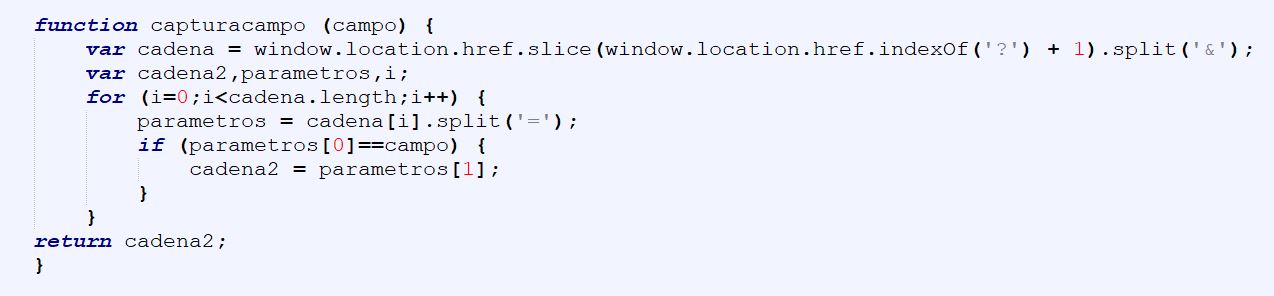 function capturacampo (campo) {
var cadena = window.location.href.slice(window.location.href.indexOf('?') + 1).split('&');
var cadena2,parametros,i;
for (i=0;i<cadena.length;i++) {
parametros = cadena[i].split('=');
if (parametros[0]==campo) {
cadena2 = parametros[1];
}
}
return cadena2;
}